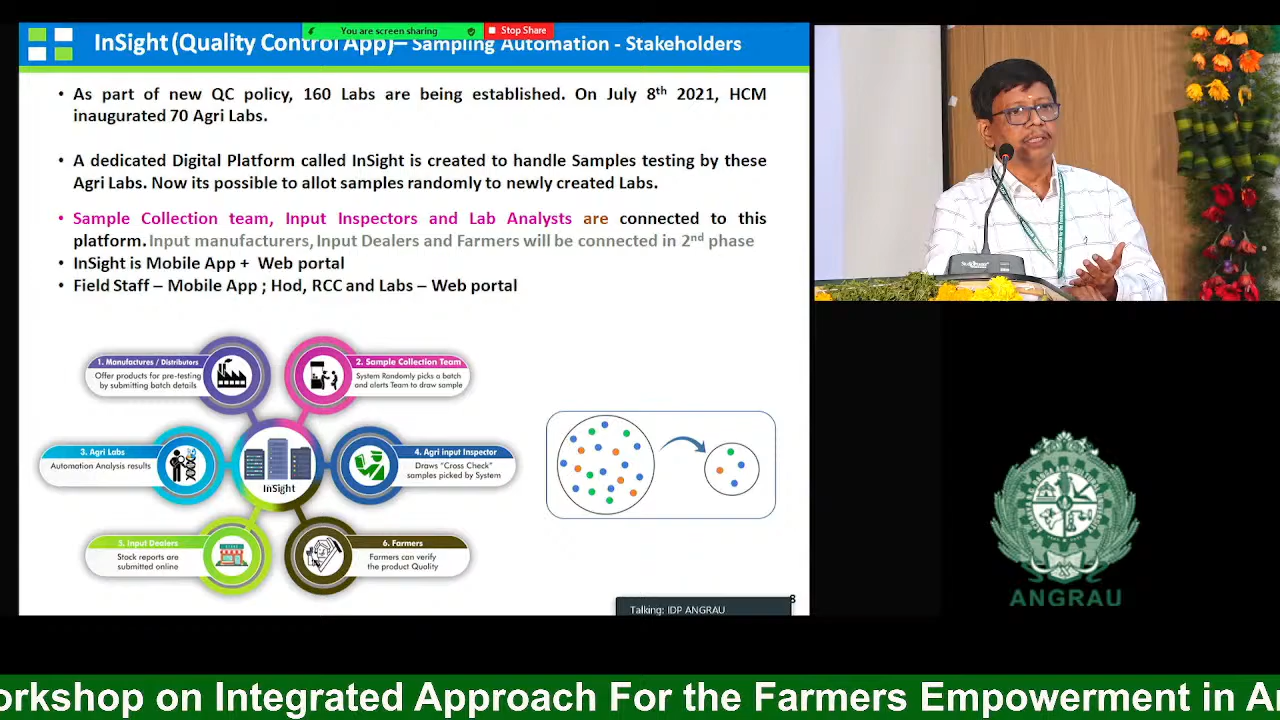 You are screen sharing
Stop Share
InSight (Quality Control App)– Sampling Automation - Stakeholders
• As part of new QC policy, 160 Labs are being established. On July 8th 2021, HCM
inaugurated 70 Agri Labs.
• A dedicated Digital Platform called InSight is created to handle Samples testing by these
Agri Labs. Now its possible to allot samples randomly to newly created Labs.
• Sample Collection team, Input Inspectors and Lab Analysts are connected to this
platform. Input manufacturers, Input Dealers and Farmers will be connected in 2nd phase
• InSight is Mobile App + Web portal
• Field Staff – Mobile App ; Hod, RCC and Labs – Web portal
1. Manufactures / Distributors
Offer products for pre-testing
by submitting batch details
2. Sample Collection Team
System Randomly picks a batch
and alerts Team to draw sample
3. Agri Labs
Automation Analysis results
InSight
4. Agri input Inspector
Draws “Cross Check”
samples picked by System
5. Input Dealers
Stock reports are
submitted online
6. Farmers
Farmers can verify
the product Quality
8
Talking: IDP ANGRAU
ANGRAU
orkshop on Integrated Approach For the Farmers Empowerment in A